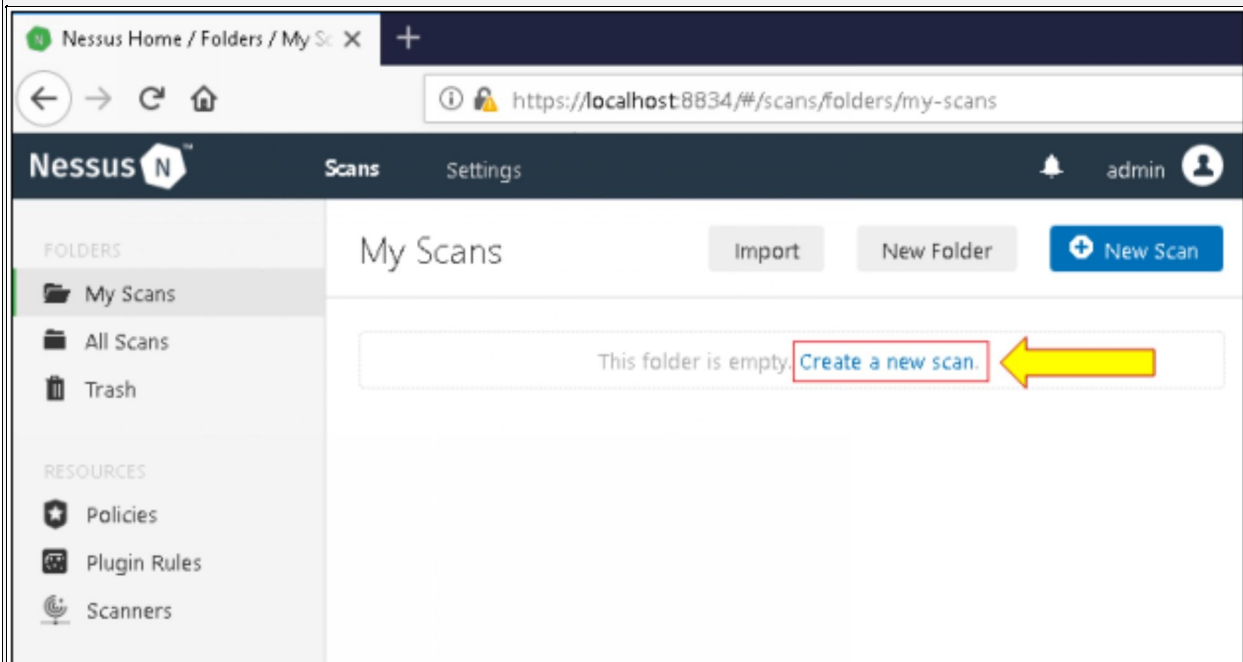 Nessus Home / Folders / My Sc
https://localhost:8834/#/scans/folders/my-scans
Nessus N ™
Scans
Settings
admin
FOLDERS
My Scans
All Scans
Trash
RESOURCES
Policies
Plugin Rules
Scanners
My Scans
Import
New Folder
New Scan
This folder is empty. Create a new scan.